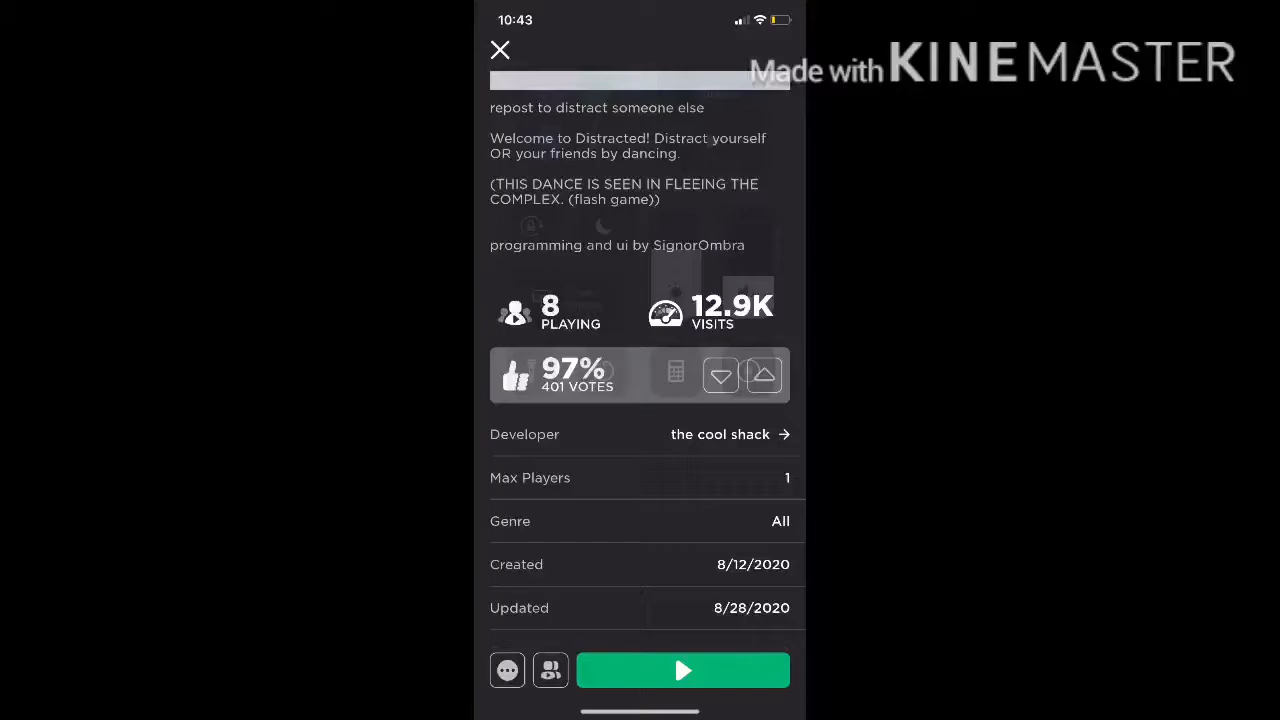 10:43
Made with KINEMASTER
repost to distract someone else
Welcome to Distracted! Distract yourself
OR your friends by dancing.
(THIS DANCE IS SEEN IN FLEEING THE
COMPLEX. (flash game))
programming and ui by SignorOmbra
8
PLAYING
12.9K
VISITS
97%
401 VOTES
Developer the cool shack
Max Players 1
Genre All
Created 8/12/2020
Updated 8/28/2020